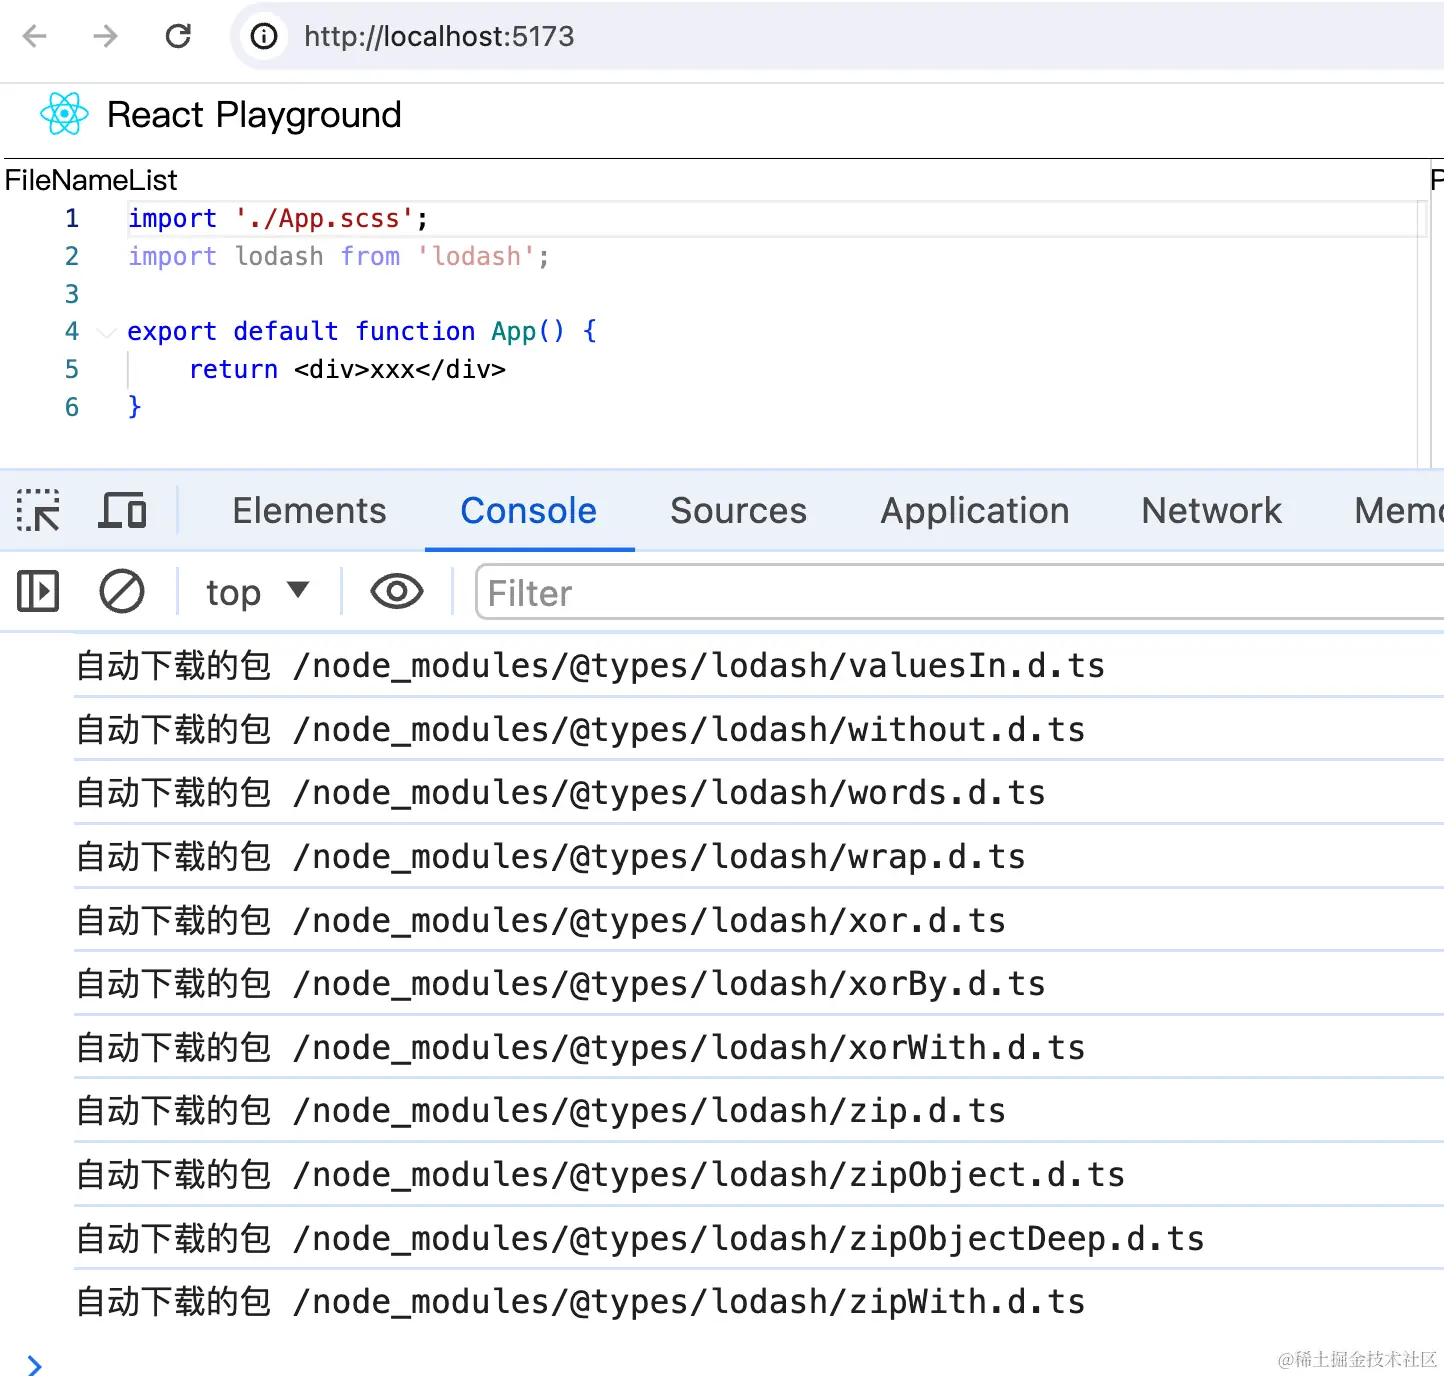 http://localhost:5173
React Playground
FileNameList
P
1 import './App.scss';
2 import lodash from 'lodash';
3
4 export default function App() {
5 return <div>xxx</div>
6 }
Elements Console Sources Application Network Memo
top Filter
自动下载的包 /node_modules/@types/lodash/valuesIn.d.ts
自动下载的包 /node_modules/@types/lodash/without.d.ts
自动下载的包 /node_modules/@types/lodash/words.d.ts
自动下载的包 /node_modules/@types/lodash/wrap.d.ts
自动下载的包 /node_modules/@types/lodash/xor.d.ts
自动下载的包 /node_modules/@types/lodash/xorBy.d.ts
自动下载的包 /node_modules/@types/lodash/xorWith.d.ts
自动下载的包 /node_modules/@types/lodash/zip.d.ts
自动下载的包 /node_modules/@types/lodash/zipObject.d.ts
自动下载的包 /node_modules/@types/lodash/zipObjectDeep.d.ts
自动下载的包 /node_modules/@types/lodash/zipWith.d.ts
@稀土掘金技术社区